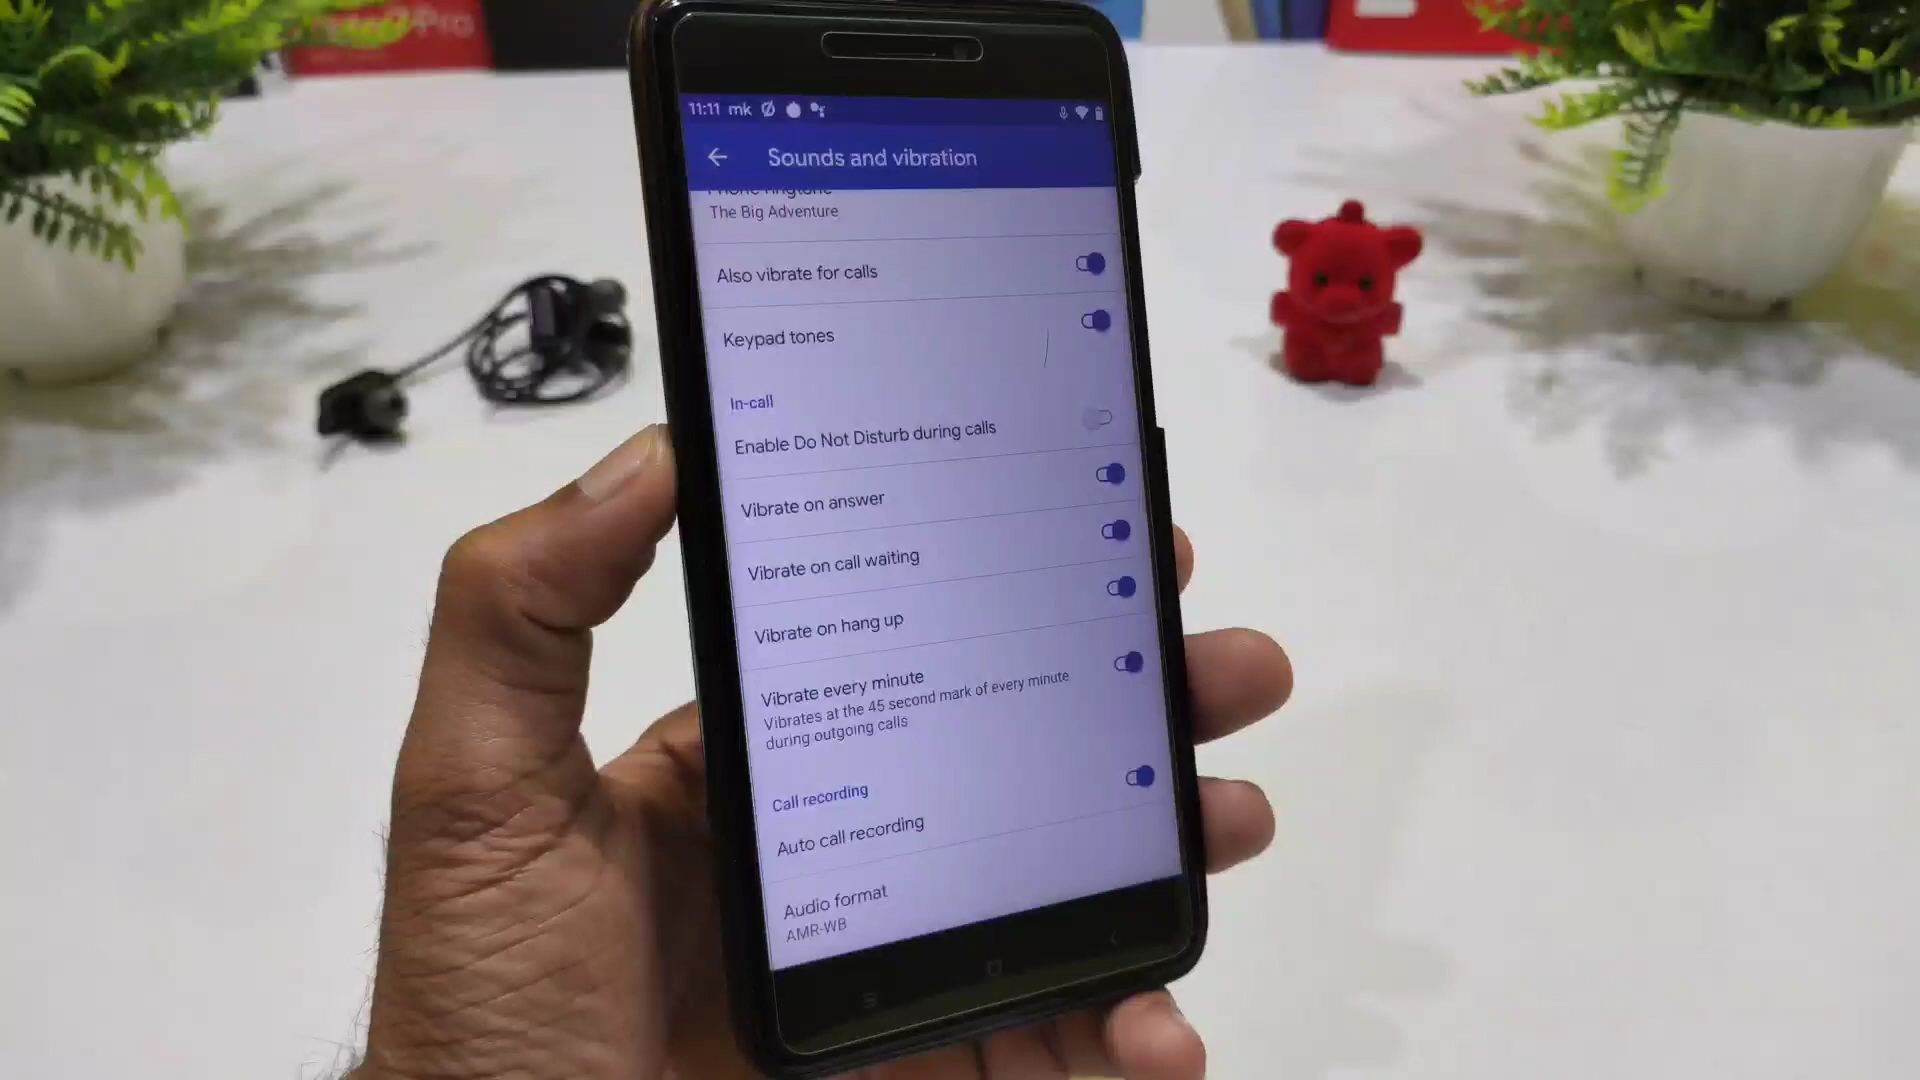 11:11 mk
Sounds and vibration
Phone ringtone
The Big Adventure
Also vibrate for calls
Keypad tones
In-call
Enable Do Not Disturb during calls
Vibrate on answer
Vibrate on call waiting
Vibrate on hang up
Vibrate every minute
Vibrates at the 45 second mark of every minute
during outgoing calls
Call recording
Auto call recording
Audio format
AMR-WB